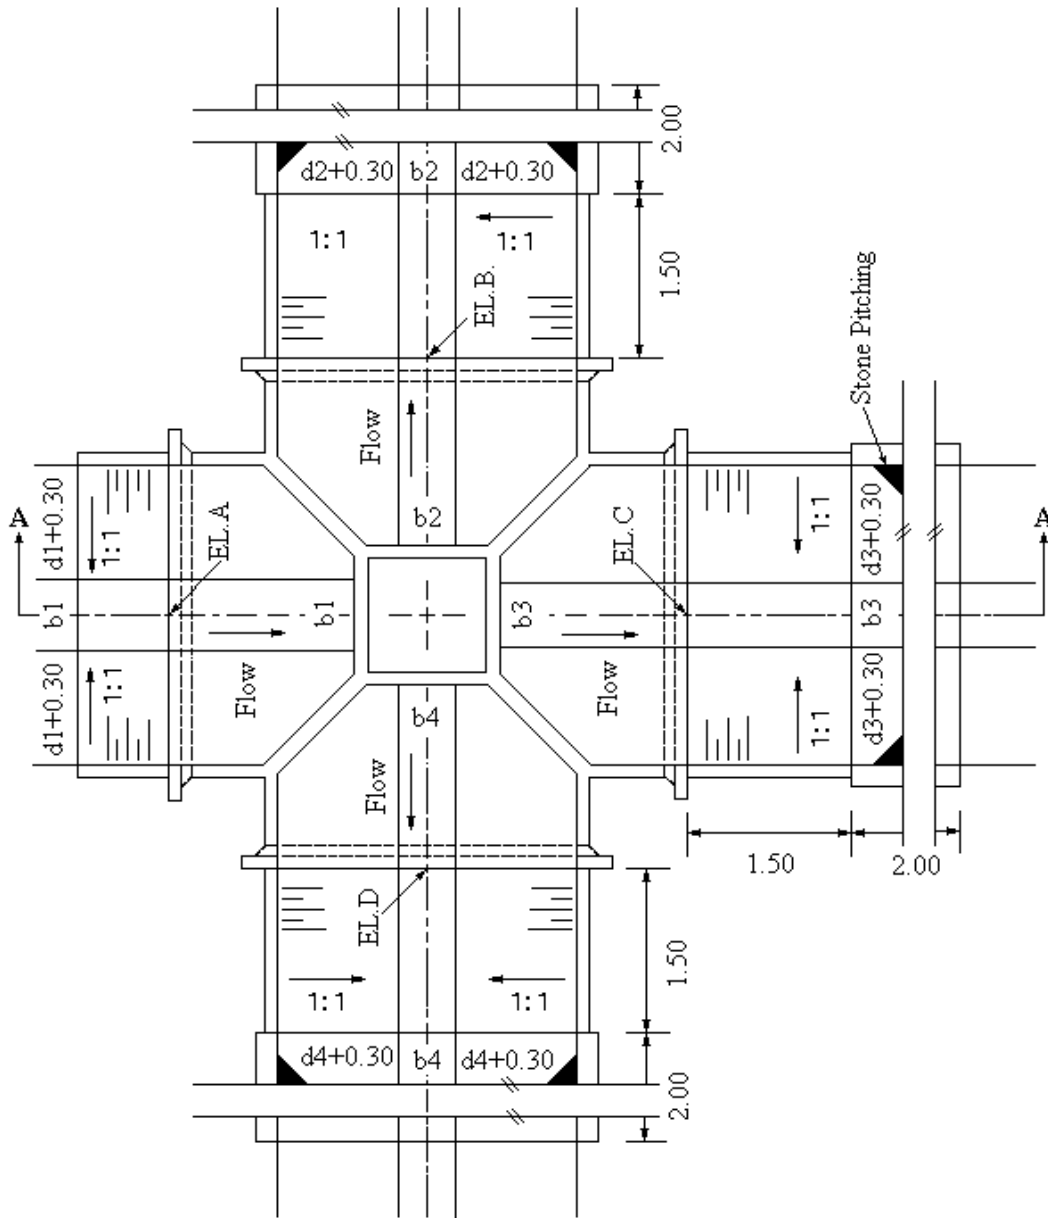 d2+0.30 b2 d2+0.30
2.00
1:1
1:1
1.50
EL.B.
Stone Pitching
Flow
b2
d1+0.30
1:1
EL.A
EL.C
1:1
d3+0.30
A
A
b1
b1
b3
b3
d1+0.30
1:1
Flow
b4
Flow
1:1
d3+0.30
Flow
1.50
2.00
EL.D
1.50
1:1
1:1
d4+0.30 b4 d4+0.30
2.00